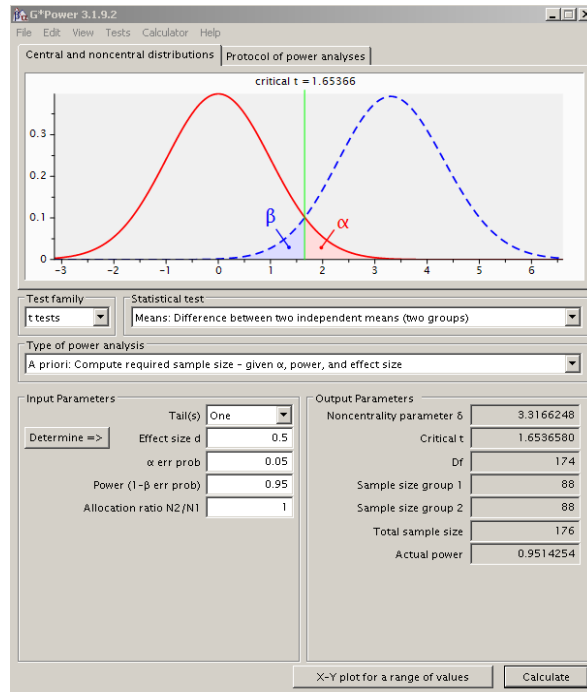 G*Power 3.1.9.2
File Edit View Tests Calculator Help
Central and noncentral distributions Protocol of power analyses
critical t = 1.65366
0.3
0.2
0.1
0
β α
-3 -2 -1 0 1 2 3 4 5 6
Test family Statistical test
t tests Means: Difference between two independent means (two groups)
Type of power analysis
A priori: Compute required sample size – given α, power, and effect size
Input Parameters
Tail(s) One
Determine => Effect size d 0.5
α err prob 0.05
Power (1-β err prob) 0.95
Allocation ratio N2/N1 1
Output Parameters
Noncentrality parameter δ 3.3166248
Critical t 1.6536580
Df 174
Sample size group 1 88
Sample size group 2 88
Total sample size 176
Actual power 0.9514254
X-Y plot for a range of values Calculate